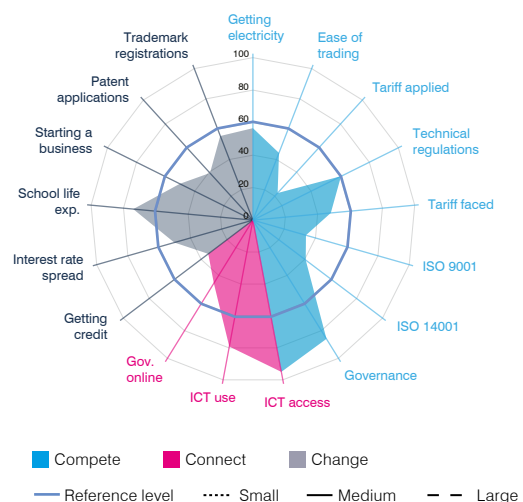 Getting
electricity
Ease of
trading
Tariff applied
Technical
regulations
Tariff faced
ISO 9001
ISO 14001
Governance
ICT access
ICT use
Gov.
online
Getting
credit
Interest rate
spread
School life
exp.
Starting a
business
Patent
applications
Trademark
registrations
100
80
60
40
20
0
Compete Connect Change
Reference level Small Medium Large